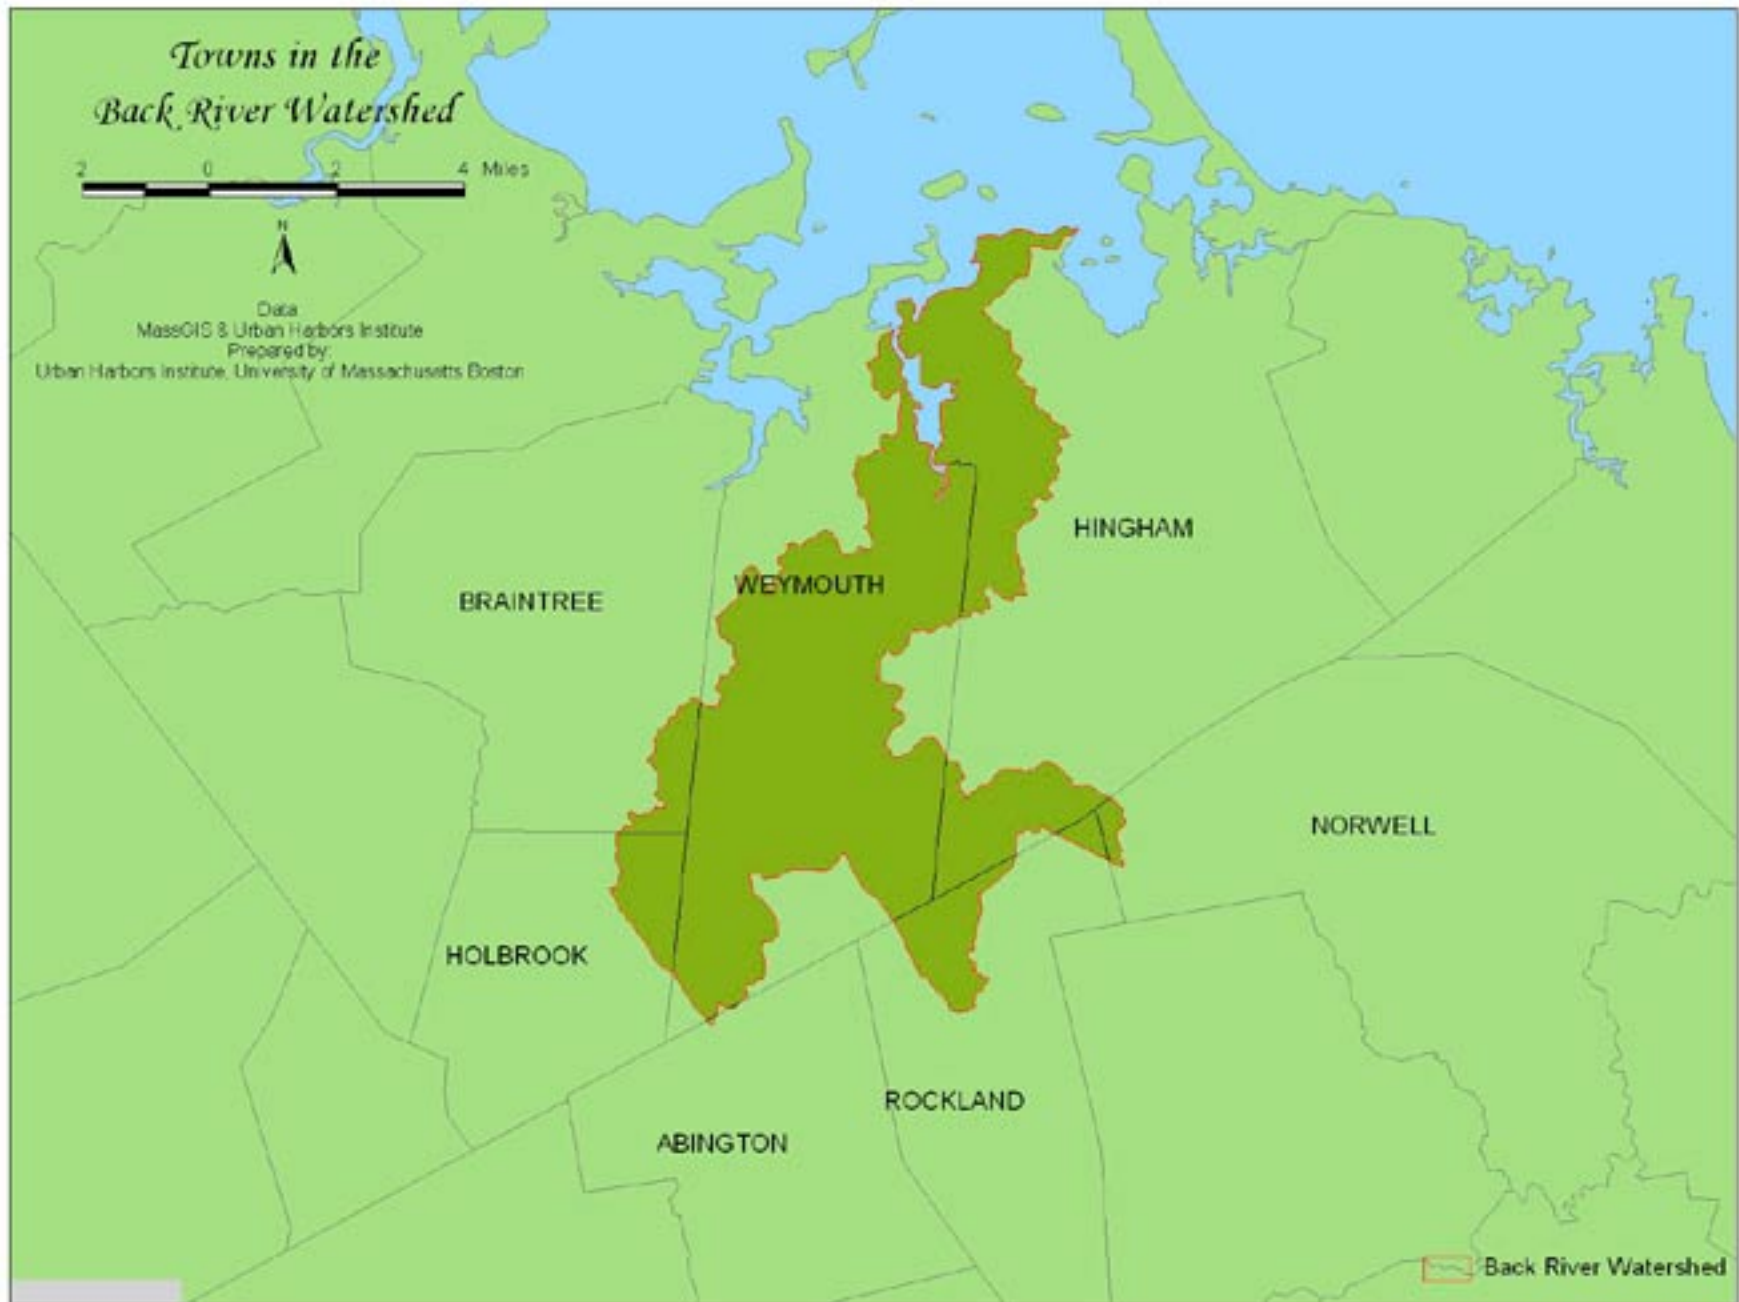 Towns in the
Back River Watershed
2 0 2 4 Miles
N
Data
MassGIS & Urban Harbors Institute
Prepared by:
Urban Harbors Institute, University of Massachusetts Boston
HINGHAM
WEYMOUTH
BRAINTREE
NORWELL
HOLBROOK
ROCKLAND
ABINGTON
Back River Watershed